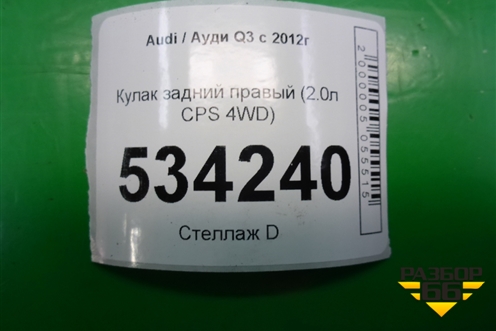 Audi / Ауди Q3 с 2012г
Кулак задний правый (2.0л
CPS 4WD)
534240
Стеллаж D
2000005055515
РАЗБОР
66